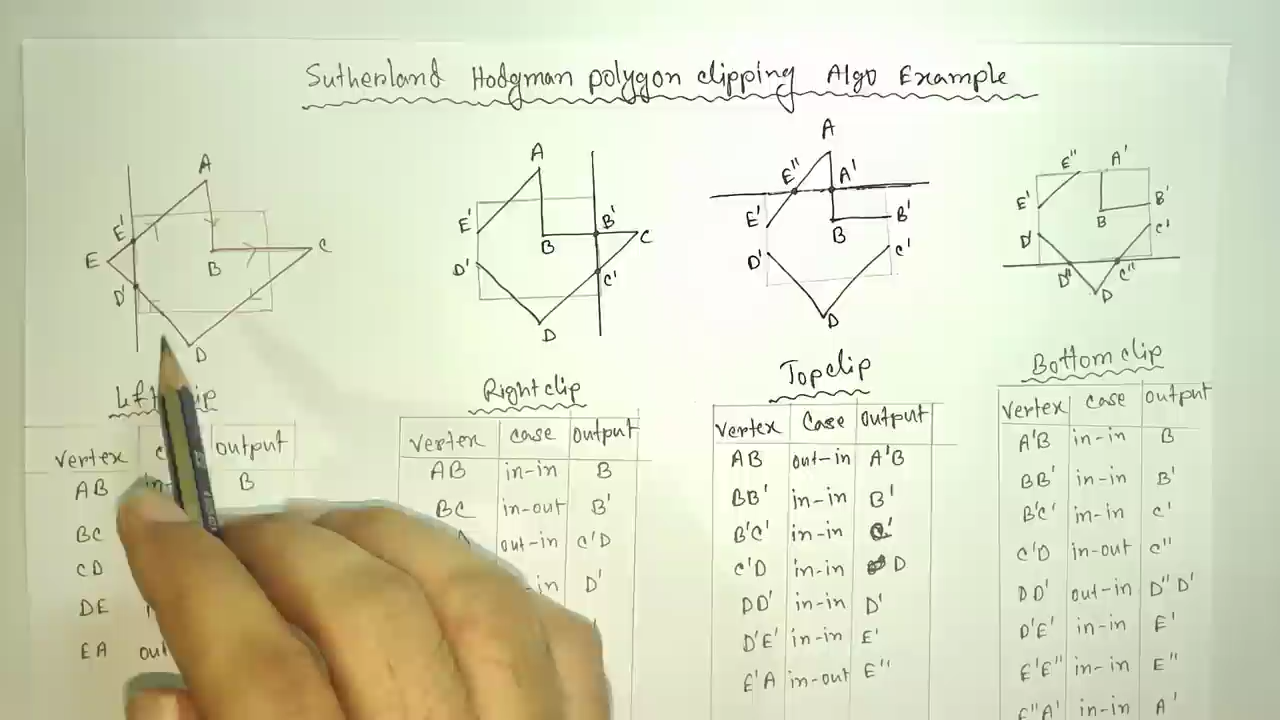 Sutherland Hodgman polygon clipping Algo Example
A
E'
E
D'
B
C
D
A
E'
D'
B
B'
C
C'
D
A
E''
A'
E'
B
B'
D'
C'
D
E''
A'
E'
B
B'
D'
C'
D''
C''
D
Vertex output
AB B
BC
CD
DE
EA
Right clip
Vertex case output
AB in-in B
BC in-out B'
out-in C'D
in D'
Top clip
Vertex Case output
AB out-in A'B
BB' in-in B'
B'C' in-in C'
C'D in-in D
DD' in-in D'
D'E' in-in E'
E'A in-out E''
Bottom clip
Vertex Case output
A'B in-in B
BB' in-in B'
B'C' in-in C'
C'D in-out C''
DD' out-in D''D'
D'E' in-in E'
E'E'' in-in E''
E''A' in-in A'